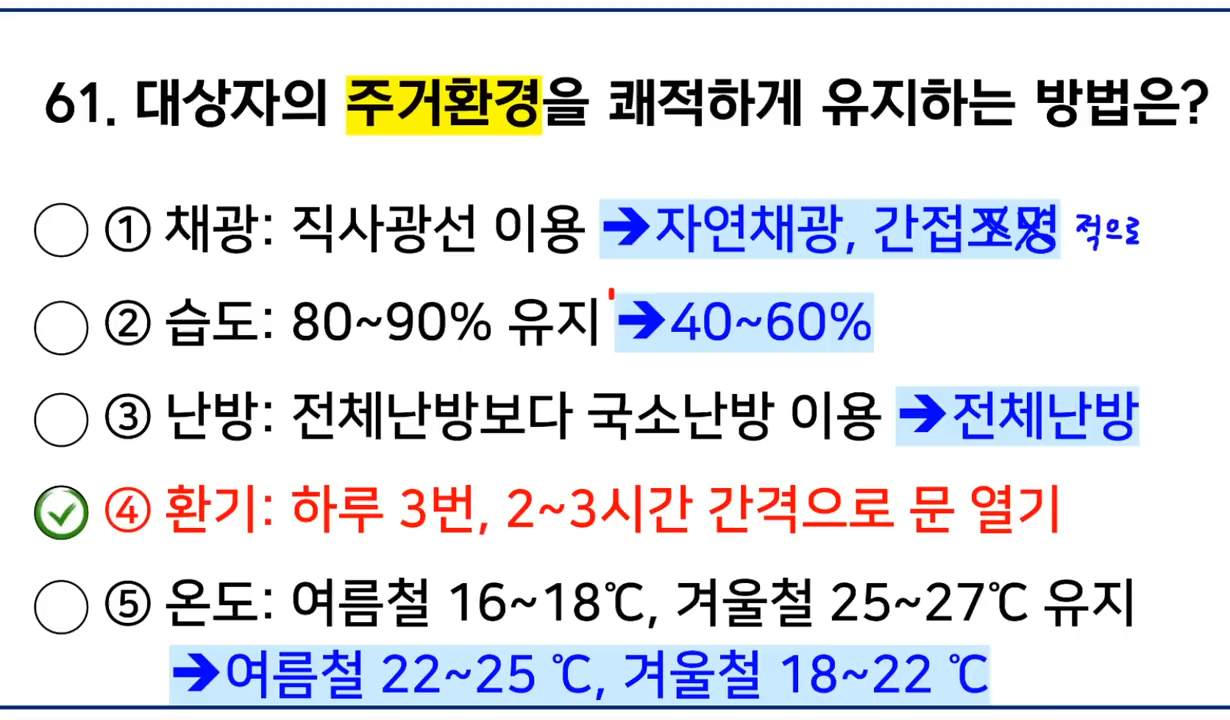 61. 대상자의 주거환경을 쾌적하게 유지하는 방법은?
① 채광: 직사광선 이용 ➔자연채광, 간접조명 적으로
② 습도: 80~90% 유지 ➔40~60%
③ 난방: 전체난방보다 국소난방 이용 ➔전체난방
④ 환기: 하루 3번, 2~3시간 간격으로 문 열기
⑤ 온도: 여름철 16~18℃, 겨울철 25~27℃ 유지
➔여름철 22~25 ℃, 겨울철 18~22 ℃